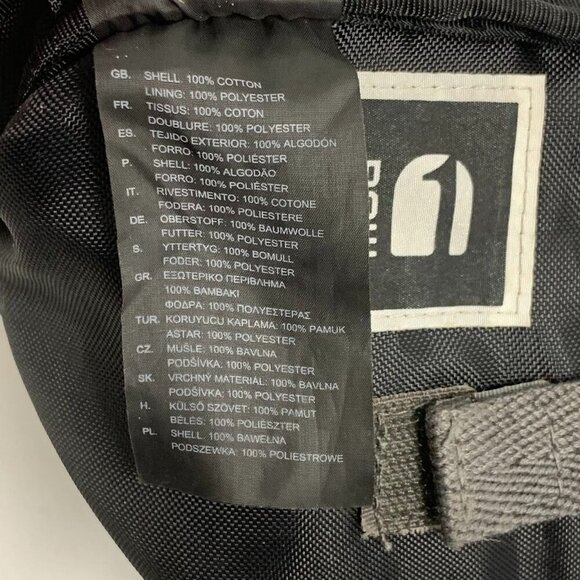 GB. SHELL: 100% COTTON
LINING: 100% POLYESTER
FR. TISSUS: 100% COTON
DOUBLURE: 100% POLYESTER
ES. TEJIDO EXTERIOR: 100% ALGODÓN
FORRO: 100% POLIÉSTER
P. SHELL: 100% ALGODÃO
FORRO: 100% POLIÉSTER
IT. RIVESTIMENTO: 100% COTONE
FODERA: 100% POLIESTERE
DE. OBERSTOFF: 100% BAUMWOLLE
FUTTER: 100% POLYESTER
S. YTTERTYG: 100% BOMULL
FODER: 100% POLYESTER
GR. ΕΞΩΤΕΡΙΚΟ ΠΕΡΙΒΛΗΜΑ
100% ΒΑΜΒΑΚΙ
ΦΟΔΡΑ: 100% ΠΟΛΥΕΣΤΕΡΑΣ
TUR. KORUYUCU KAPLAMA: 100% PAMUK
ASTAR: 100% POLYESTER
CZ. MUŠLE: 100% BAVLNA
PODŠÍVKA: 100% POLYESTER
SK. VRCHNÝ MATERIÁL: 100% BAVLNA
PODŠÍVKA: 100% POLYESTER
H. KÜLSŐ SZÖVET: 100% PAMUT
BÉLÉS: 100% POLIÉSZTER
PL. SHELL: 100% BAWEŁNA
PODSZEWKA: 100% POLIESTROWE